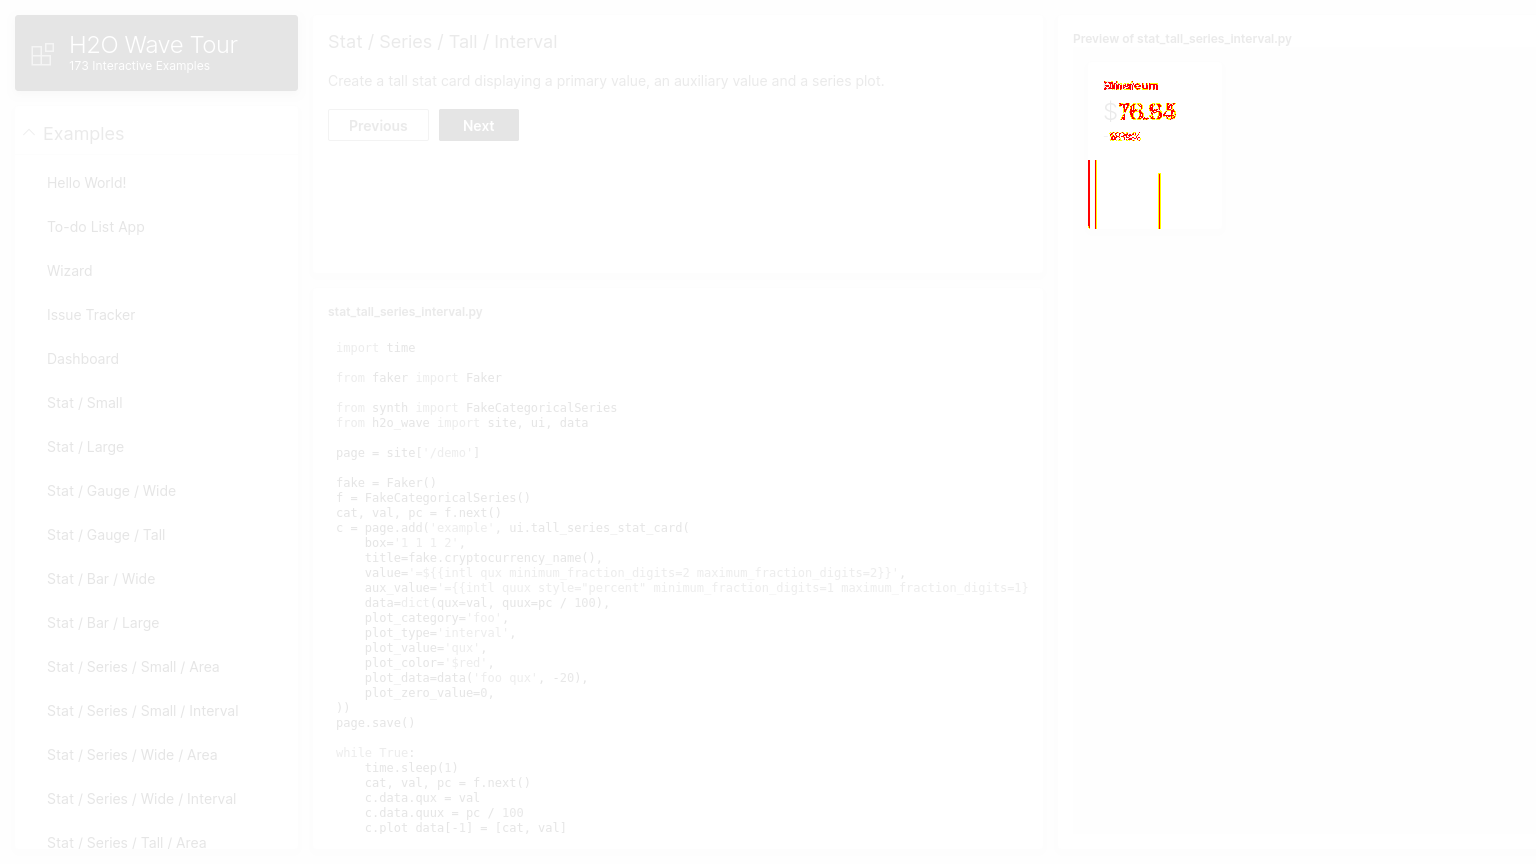 H2O Wave Tour
173 Interactive Examples
Examples
Hello World!
To-do List App
Wizard
Issue Tracker
Dashboard
Stat / Small
Stat / Large
Stat / Gauge / Wide
Stat / Gauge / Tall
Stat / Bar / Wide
Stat / Bar / Large
Stat / Series / Small / Area
Stat / Series / Small / Interval
Stat / Series / Wide / Area
Stat / Series / Wide / Interval
Stat / Series / Tall / Area
Stat / Series / Tall / Interval
Create a tall stat card displaying a primary value, an auxiliary value and a series plot.
Previous
Next
stat_tall_series_interval.py
import time
from faker import Faker
from synth import FakeCategoricalSeries
from h2o_wave import site, ui, data
page = site['/demo']
fake = Faker()
f = FakeCategoricalSeries()
cat, val, pc = f.next()
c = page.add('example', ui.tall_series_stat_card(
    box='1 1 1 2',
    title=fake.cryptocurrency_name(),
    value='=${{intl qux minimum_fraction_digits=2 maximum_fraction_digits=2}}',
    aux_value='={{intl quux style="percent" minimum_fraction_digits=1 maximum_fraction_digits=1}
    data=dict(qux=val, quux=pc / 100),
    plot_category='foo',
    plot_type='interval',
    plot_value='qux',
    plot_color='$red',
    plot_data=data('foo qux', -20),
    plot_zero_value=0,
))
page.save()
while True:
    time.sleep(1)
    cat, val, pc = f.next()
    c.data.qux = val
    c.data.quux = pc / 100
    c.plot_data[-1] = [cat, val]
Preview of stat_tall_series_interval.py
$